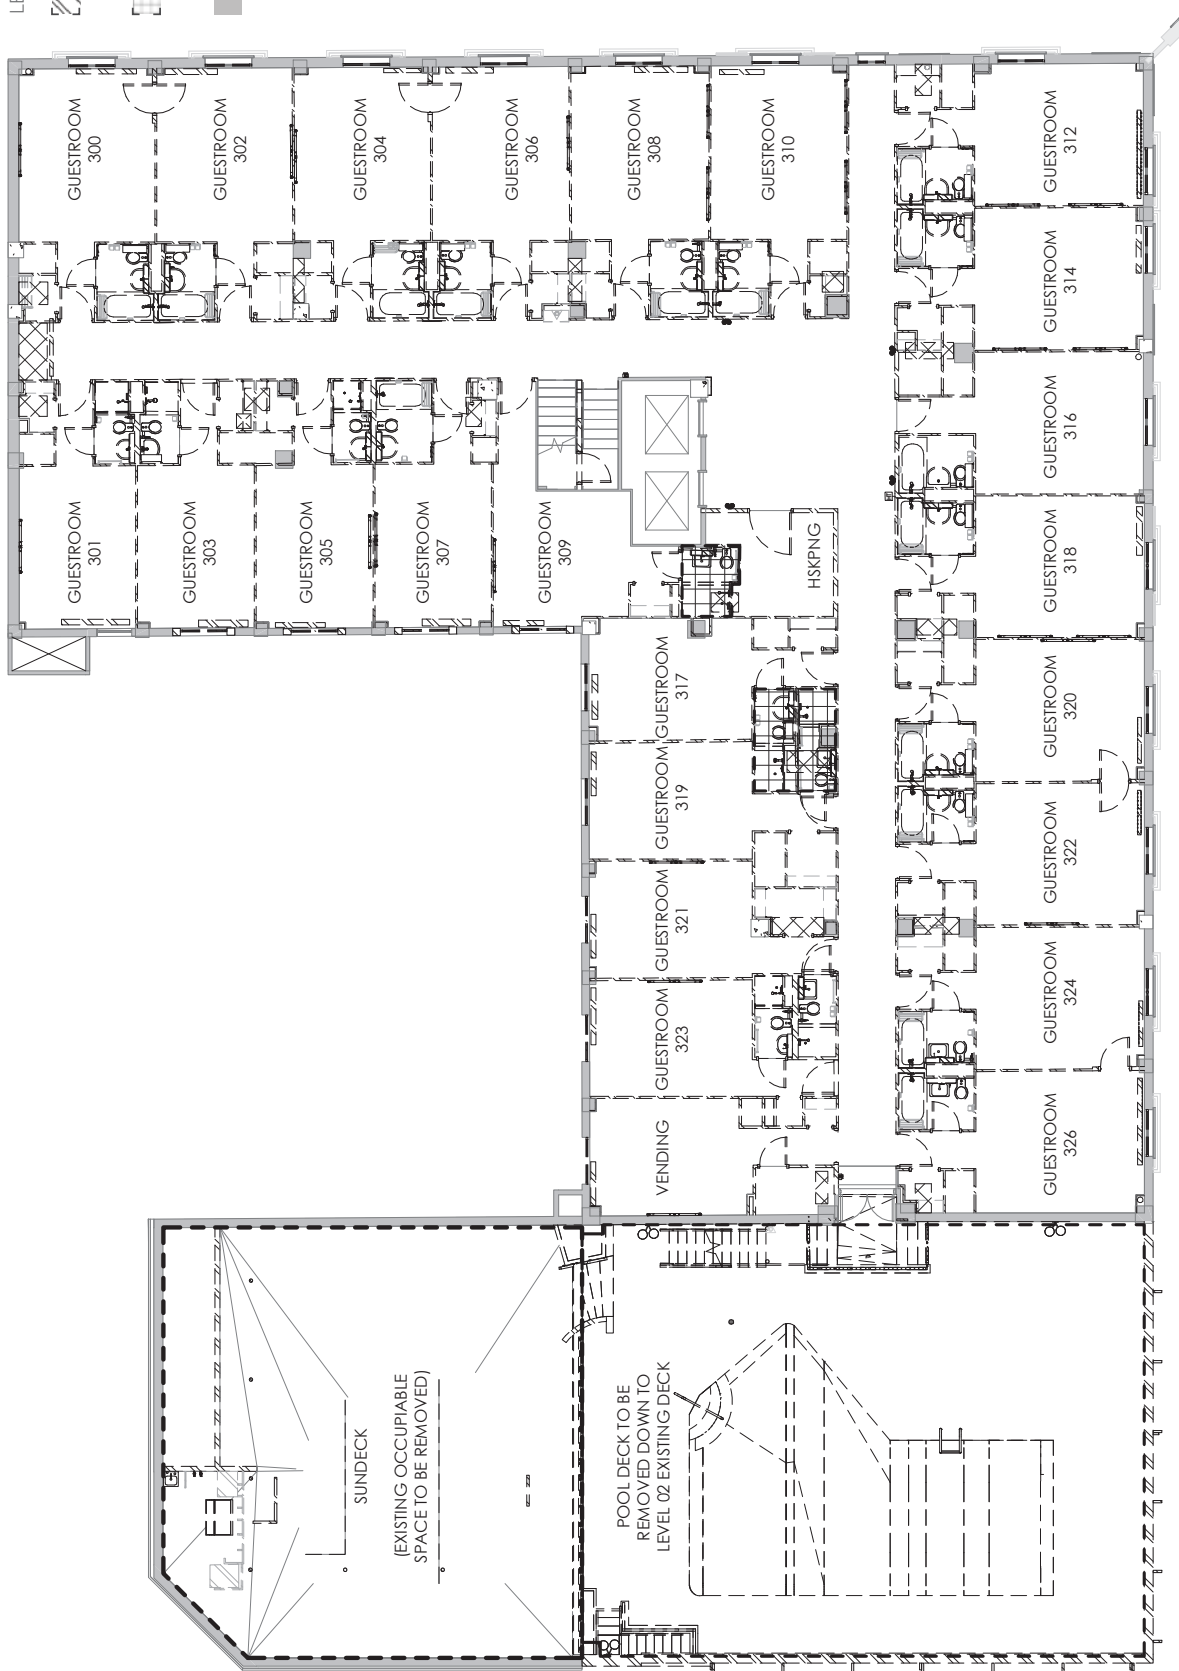 LE
GUESTROOM
300
GUESTROOM
302
GUESTROOM
304
GUESTROOM
306
GUESTROOM
308
GUESTROOM
310
GUESTROOM
312
GUESTROOM
314
GUESTROOM
316
GUESTROOM
318
GUESTROOM
320
GUESTROOM
322
GUESTROOM
324
GUESTROOM
326
GUESTROOM
301
GUESTROOM
303
GUESTROOM
305
GUESTROOM
307
GUESTROOM
309
HSKPNG
GUESTROOM
317
GUESTROOM
319
GUESTROOM
321
GUESTROOM
323
VENDING
SUNDECK
(EXISTING OCCUPIABLE
SPACE TO BE REMOVED)
POOL DECK TO BE
REMOVED DOWN TO
LEVEL 02 EXISTING DECK